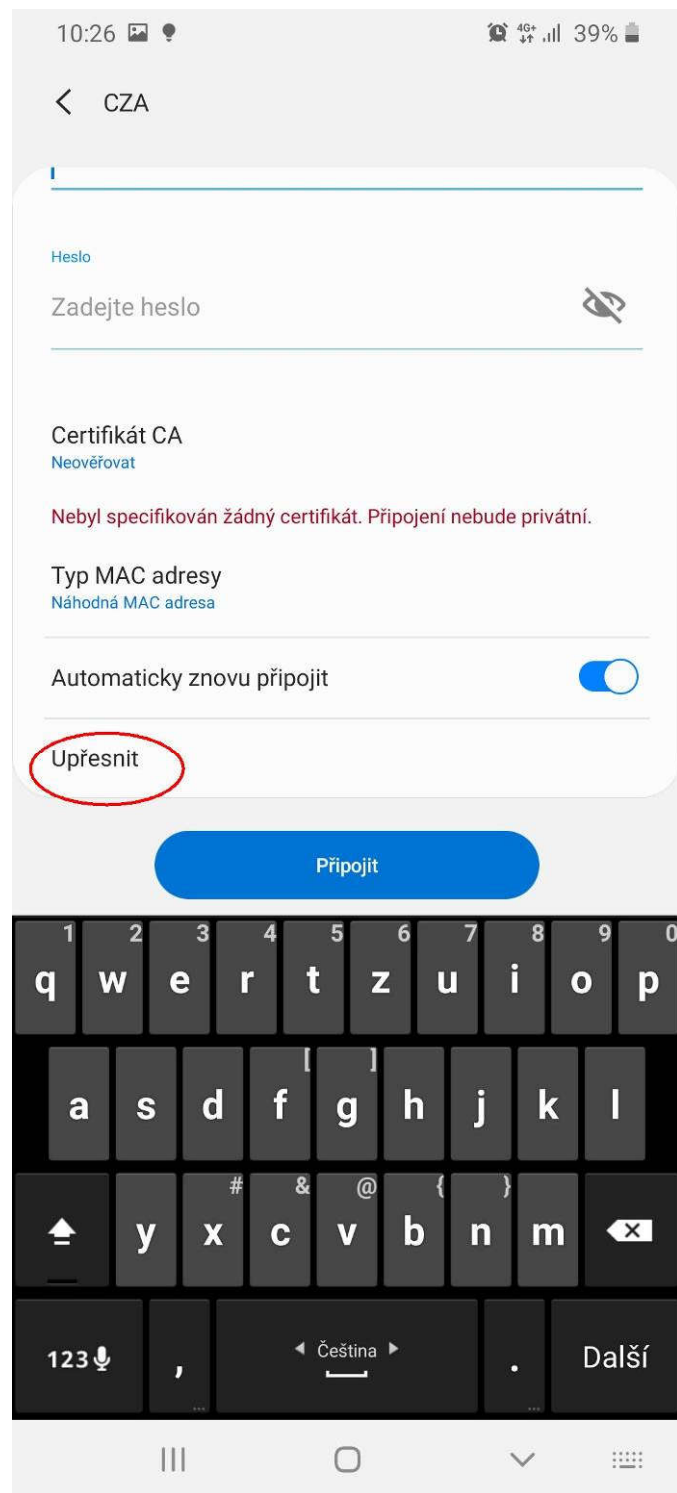 10:26 4G+ 39%
CZA
Heslo
Zadejte heslo
Certifikát CA
Neověřovat
Nebyl specifikován žádný certifikát. Připojení nebude privátní.
Typ MAC adresy
Náhodná MAC adresa
Automaticky znovu připojit
Upřesnit
Připojit
1 2 3 4 5 6 7 8 9 0
q w e r t z u i o p
[ ]
a s d f g h j k l
# & @ { }
y x c v b n m
123 , Čeština . Další